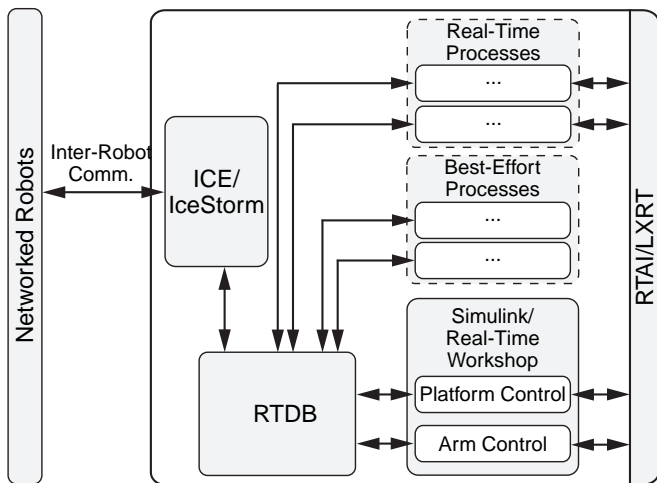 Networked Robots
Inter-Robot
Comm.
ICE/
IceStorm
RTDB
Real-Time
Processes
...
...
Best-Effort
Processes
...
...
Simulink/
Real-Time
Workshop
Platform Control
Arm Control
RTAI/LXRT